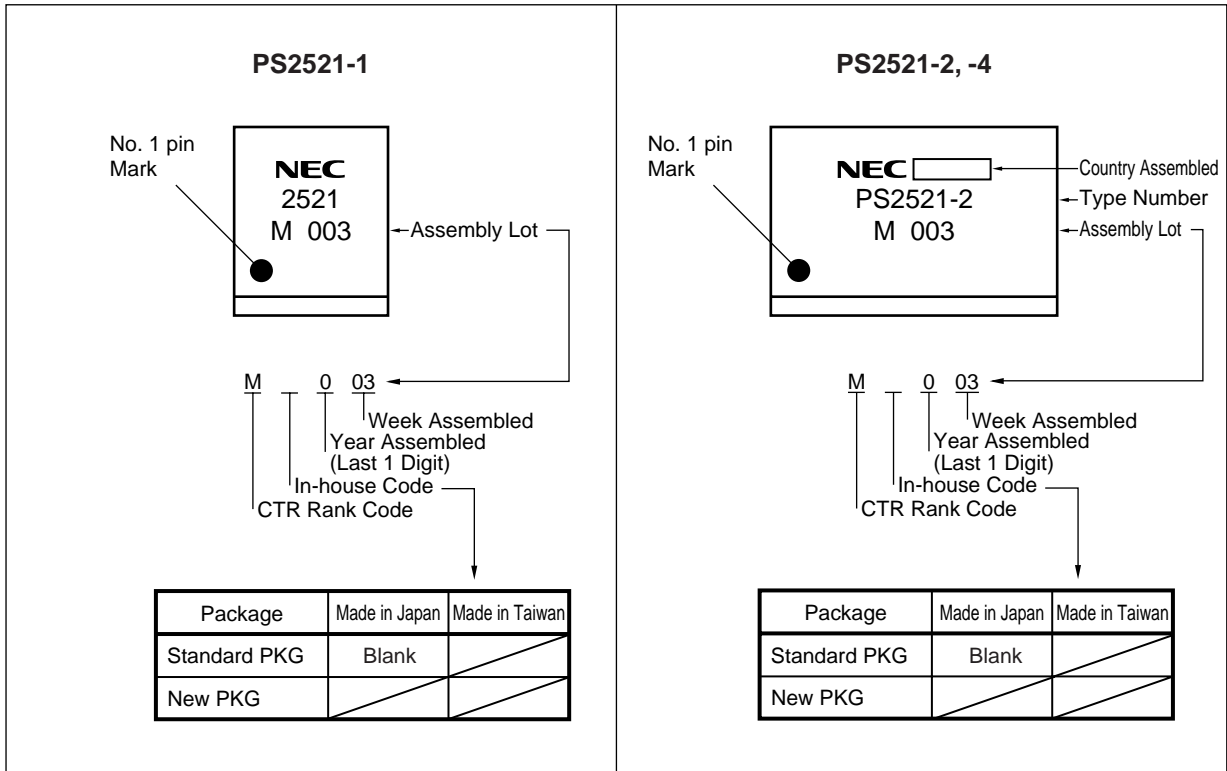 PS2521-1
No. 1 pin
Mark
NEC
2521
M 003
Assembly Lot
M 0 03
Week Assembled
Year Assembled
(Last 1 Digit)
In-house Code
CTR Rank Code
Package Made in Japan Made in Taiwan
Standard PKG Blank
New PKG
PS2521-2, -4
No. 1 pin
Mark
NEC
Country Assembled
PS2521-2
Type Number
M 003
Assembly Lot
M 0 03
Week Assembled
Year Assembled
(Last 1 Digit)
In-house Code
CTR Rank Code
Package Made in Japan Made in Taiwan
Standard PKG Blank
New PKG